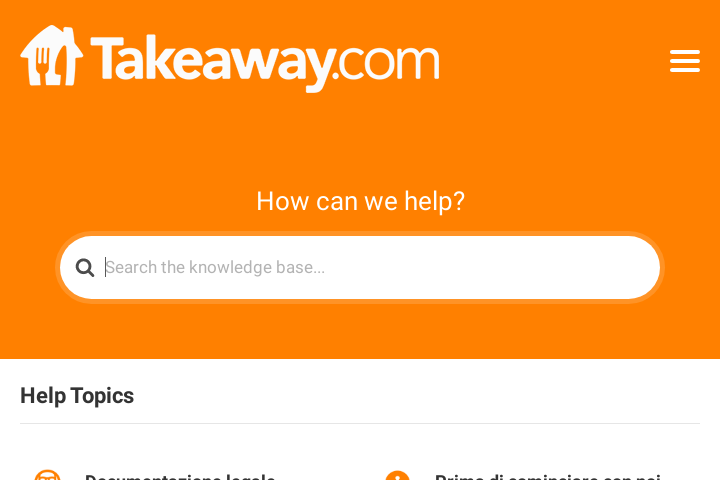 Takeaway.com
How can we help?
Search the knowledge base...
Help Topics
Documentazione legale
Prima di cominciare con noi